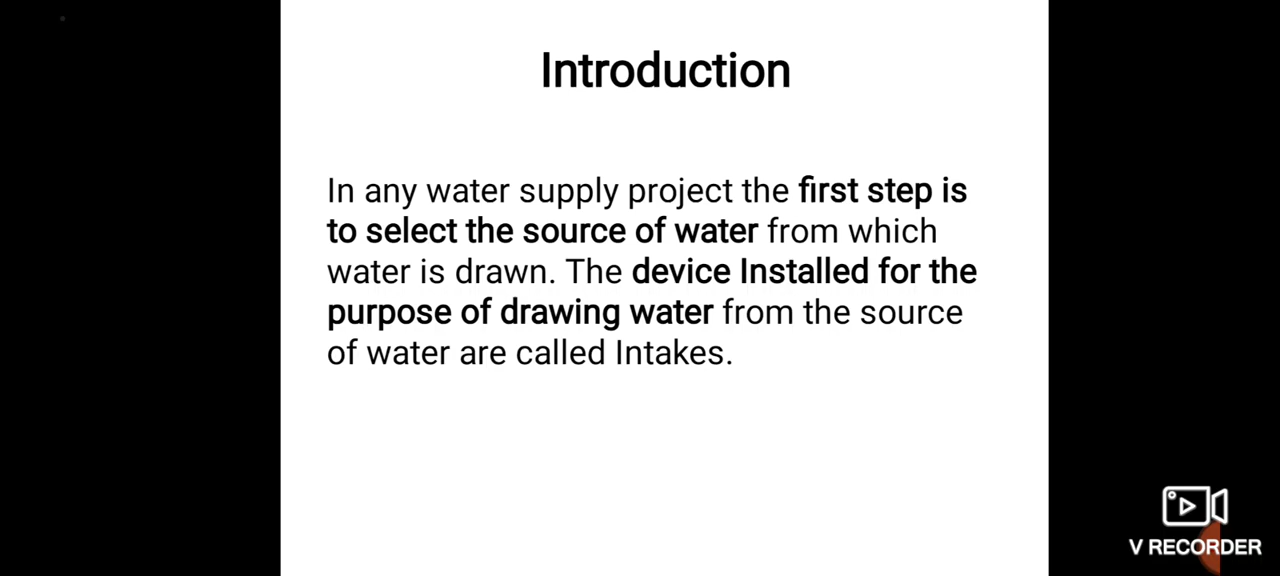 Introduction
In any water supply project the first step is
to select the source of water from which
water is drawn. The device Installed for the
purpose of drawing water from the source
of water are called Intakes.
V RECORDER